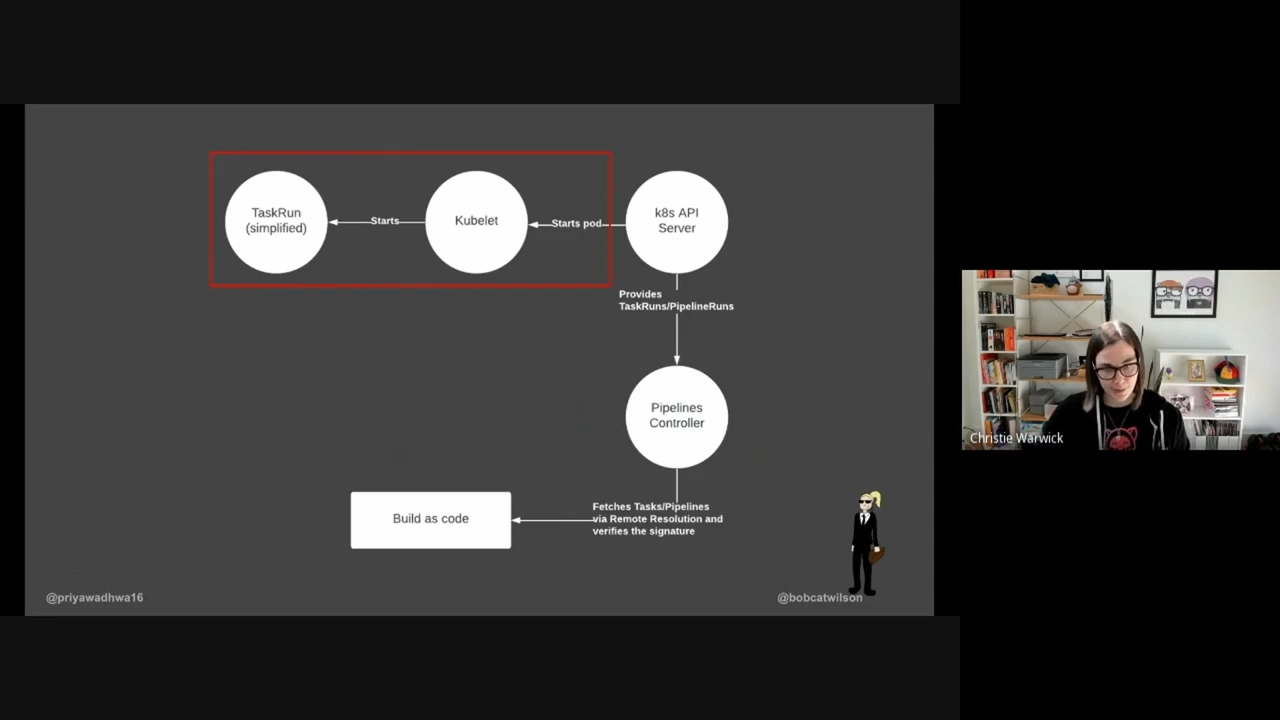 TaskRun
(simplified)
Starts
Kubelet
Starts pod
k8s API
Server
Provides
TaskRuns/PipelineRuns
Pipelines
Controller
Fetches Tasks/Pipelines
via Remote Resolution and
verifies the signature
Build as code
@priyawadhwa16
@bobcatwilson
Christie Warwick